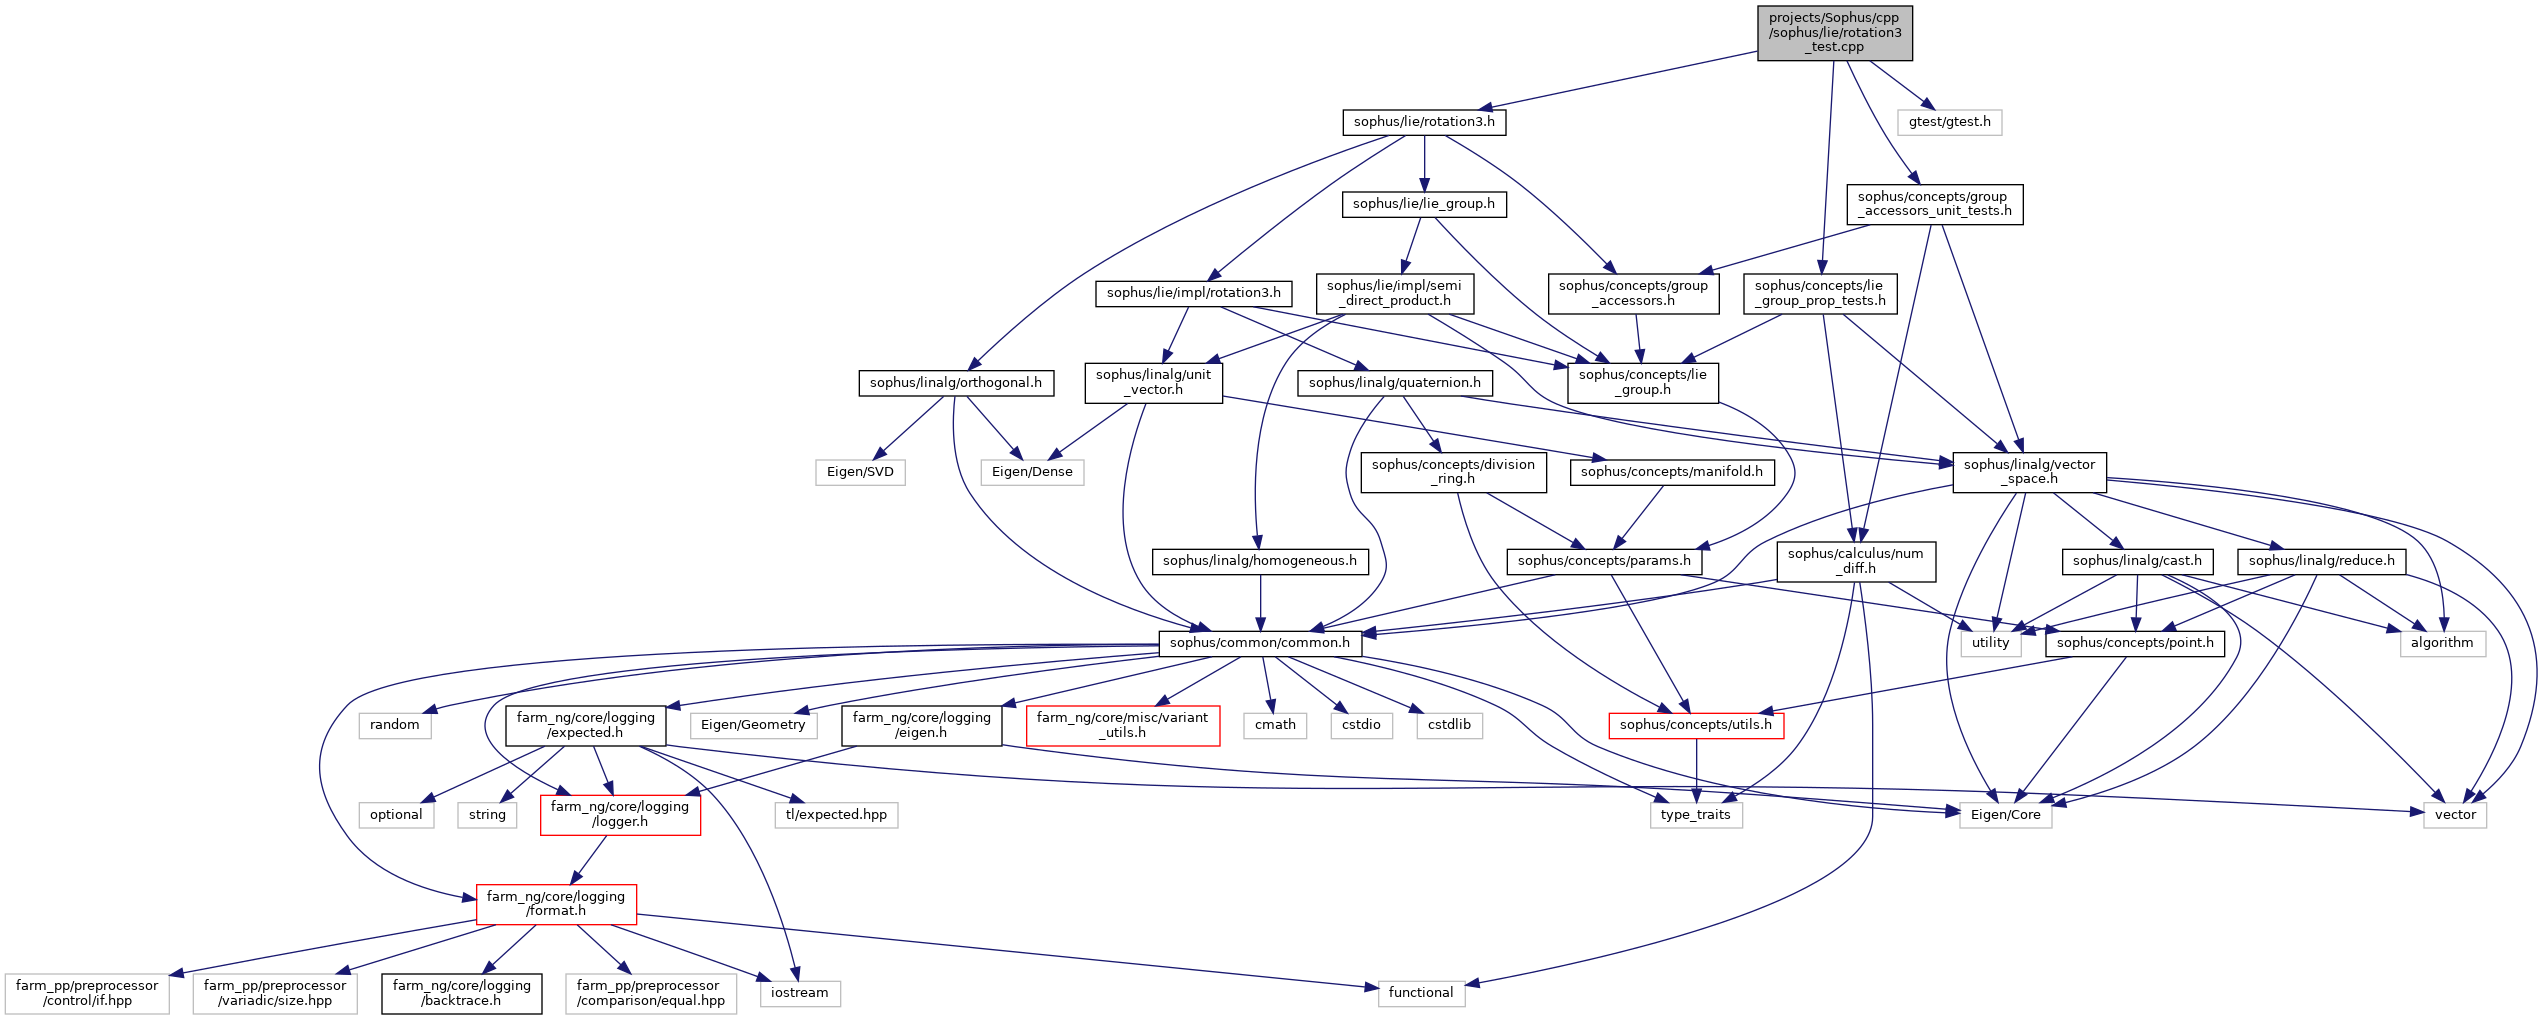 projects/Sophus/cpp
/sophus/lie/rotation3
_test.cpp
sophus/lie/rotation3.h
gtest/gtest.h
sophus/lie/lie_group.h
sophus/concepts/group
_accessors_unit_tests.h
sophus/lie/impl/rotation3.h
sophus/lie/impl/semi
_direct_product.h
sophus/concepts/group
_accessors.h
sophus/concepts/lie
_group_prop_tests.h
sophus/linalg/orthogonal.h
sophus/linalg/unit
_vector.h
sophus/linalg/quaternion.h
sophus/concepts/lie
_group.h
Eigen/SVD
Eigen/Dense
sophus/concepts/division
_ring.h
sophus/concepts/manifold.h
sophus/linalg/vector
_space.h
sophus/linalg/homogeneous.h
sophus/concepts/params.h
sophus/calculus/num
_diff.h
sophus/linalg/cast.h
sophus/linalg/reduce.h
sophus/common/common.h
utility
sophus/concepts/point.h
algorithm
random
farm_ng/core/logging
/expected.h
Eigen/Geometry
farm_ng/core/logging
/eigen.h
farm_ng/core/misc/variant
_utils.h
cmath
cstdio
cstdlib
sophus/concepts/utils.h
optional
string
farm_ng/core/logging
/logger.h
tl/expected.hpp
type_traits
Eigen/Core
vector
farm_ng/core/logging
/format.h
farm_pp/preprocessor
/control/if.hpp
farm_pp/preprocessor
/variadic/size.hpp
farm_ng/core/logging
/backtrace.h
farm_pp/preprocessor
/comparison/equal.hpp
iostream
functional